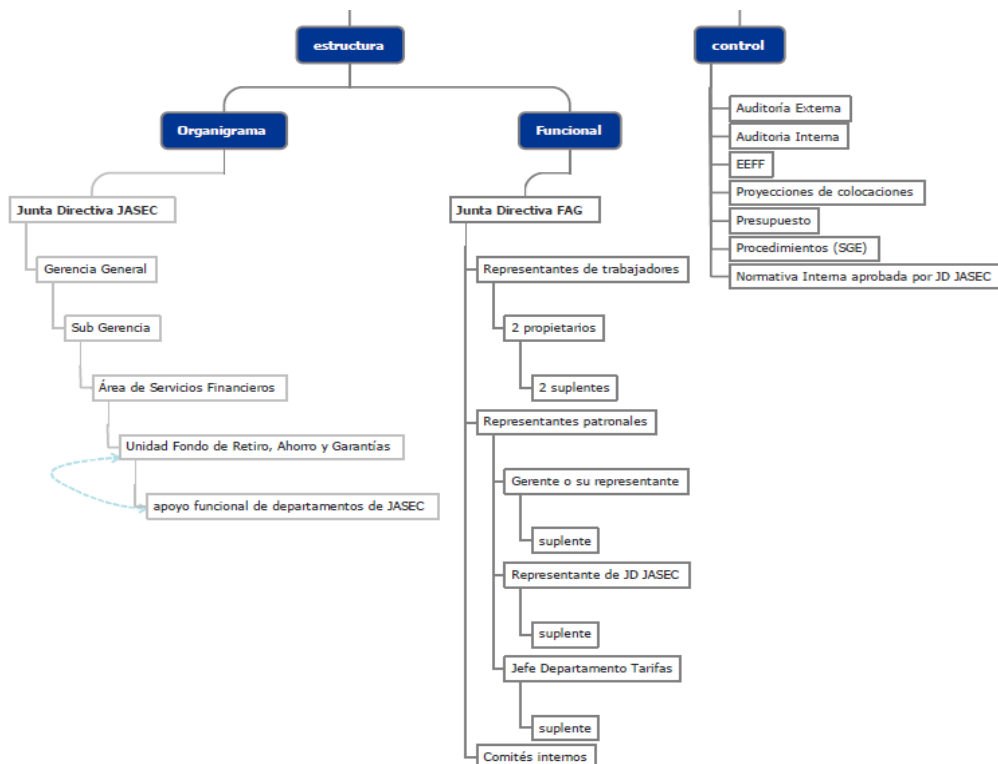 estructura
Organigrama
Junta Directiva JASEC
Gerencia General
Sub Gerencia
Área de Servicios Financieros
Unidad Fondo de Retiro, Ahorro y Garantías
apoyo funcional de departamentos de JASEC
Funcional
Junta Directiva FAG
Representantes de trabajadores
2 propietarios
2 suplentes
Representantes patronales
Gerente o su representante
suplente
Representante de JD JASEC
suplente
Jefe Departamento Tarifas
suplente
Comités internos
control
Auditoría Externa
Auditoria Interna
EEFF
Proyecciones de colocaciones
Presupuesto
Procedimientos (SGE)
Normativa Interna aprobada por JD JASEC